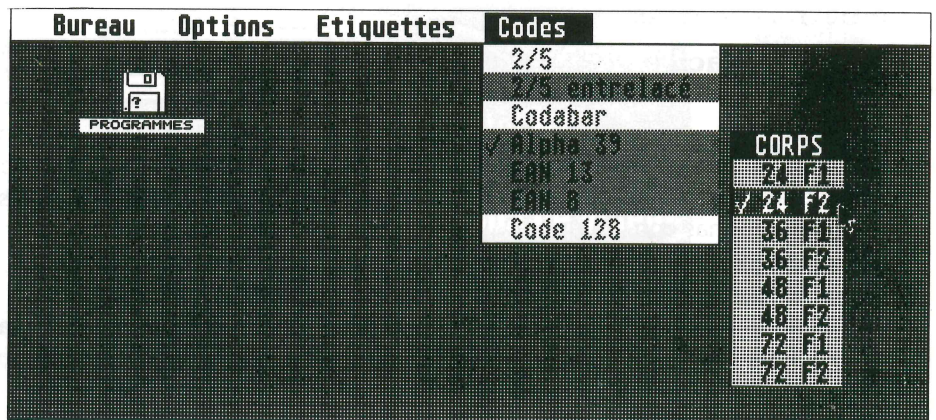 Bureau Options Etiquettes Codes
2/5
2/5 entrelacé
Codabar
✓ Alpha 39
EAN 13
EAN 8
Code 128
?
PROGRAMMES
CORPS
24 F1
✓ 24 F2
36 F1
36 F2
48 F1
48 F2
72 F1
72 F2